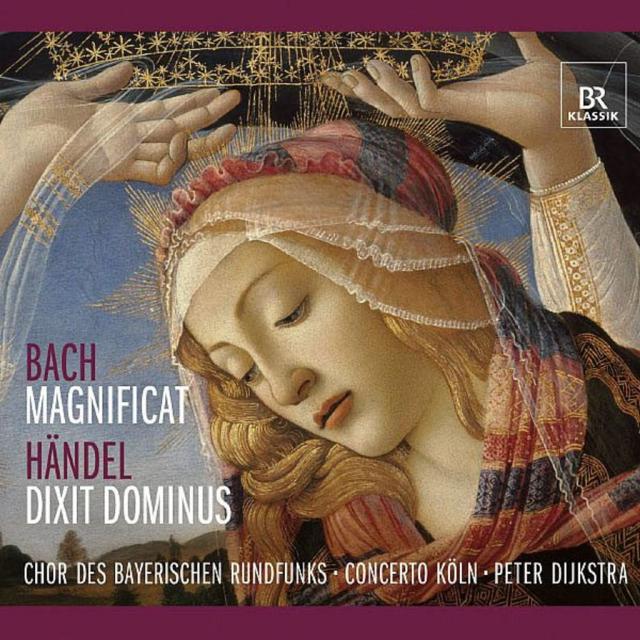 BR
KLASSIK
BACH
MAGNIFICAT
HÄNDEL
DIXIT DOMINUS
CHOR DES BAYERISCHEN RUNDFUNKS · CONCERTO KÖLN · PETER DIJKSTRA